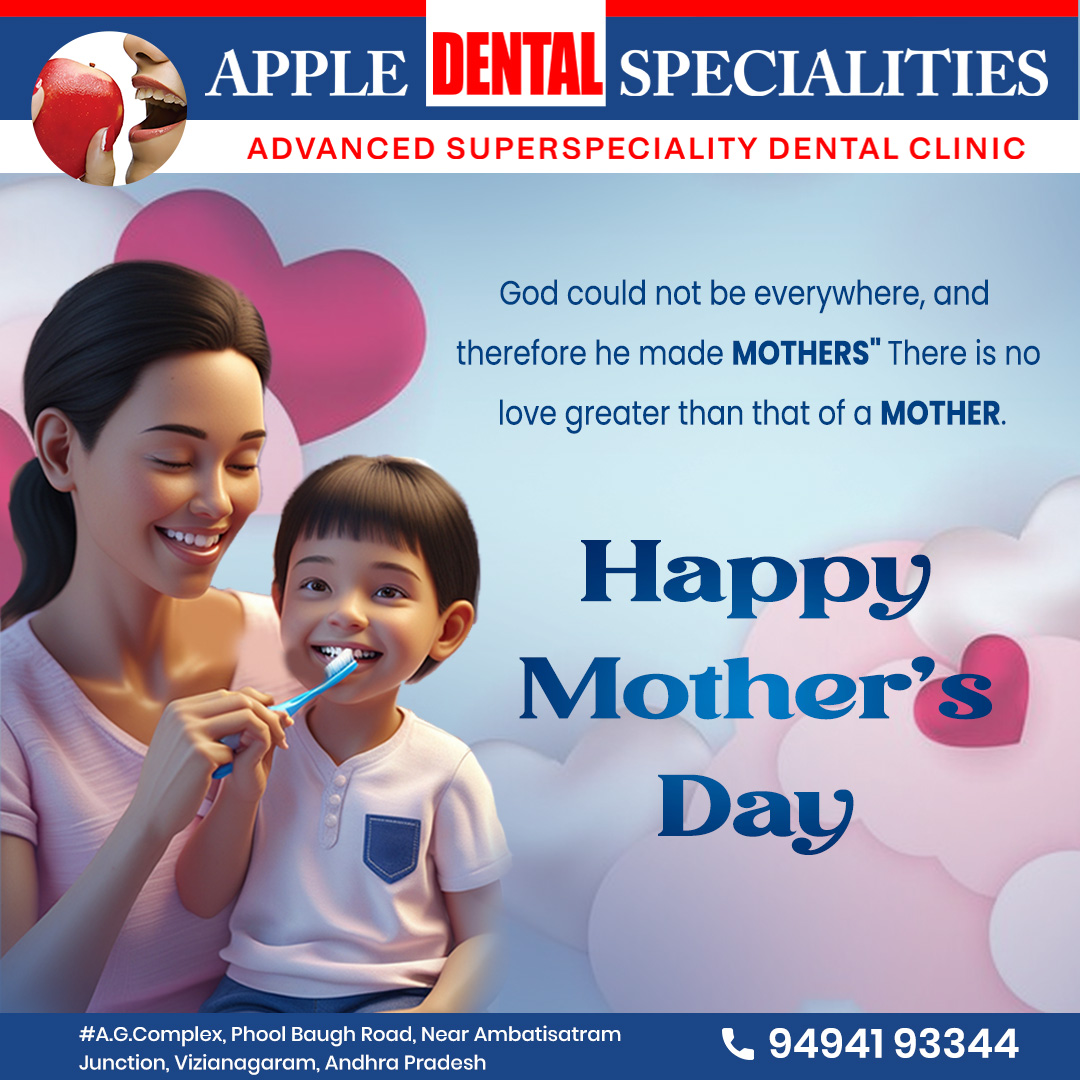 APPLE DENTAL SPECIALITIES
ADVANCED SUPERSPECIALITY DENTAL CLINIC
God could not be everywhere, and
therefore he made MOTHERS" There is no
love greater than that of a MOTHER.
Happy
Mother's
Day
#A.G.Complex, Phool Baugh Road, Near Ambatisatram
Junction, Vizianagaram, Andhra Pradesh
94941 93344